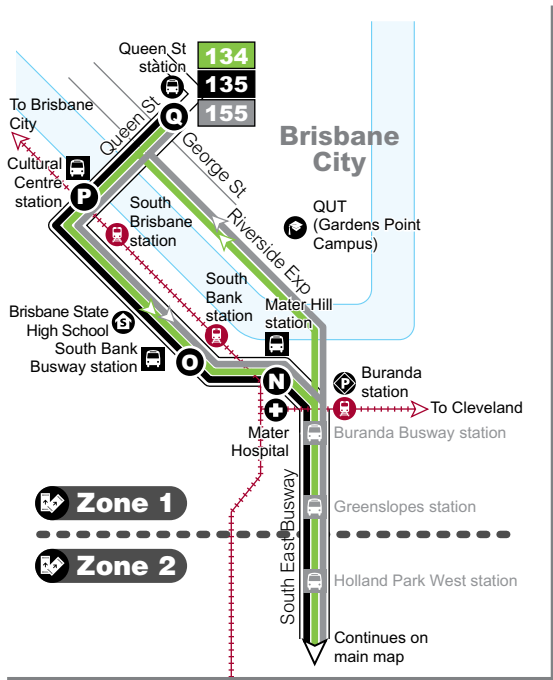 Queen St
station
134
135
155
To Brisbane
City
Queen St
Q
George St
Brisbane
City
Cultural
Centre
station
P
South
Brisbane
station
Riverside Exp
QUT
(Gardens Point
Campus)
South
Bank
station
Mater Hill
station
Brisbane State
High School
S
South Bank
Busway station
O
N
P
Buranda
station
To Cleveland
Mater
Hospital
Buranda Busway station
South East Busway
Greenslopes station
Zone 1
Zone 2
Holland Park West station
Continues on
main map